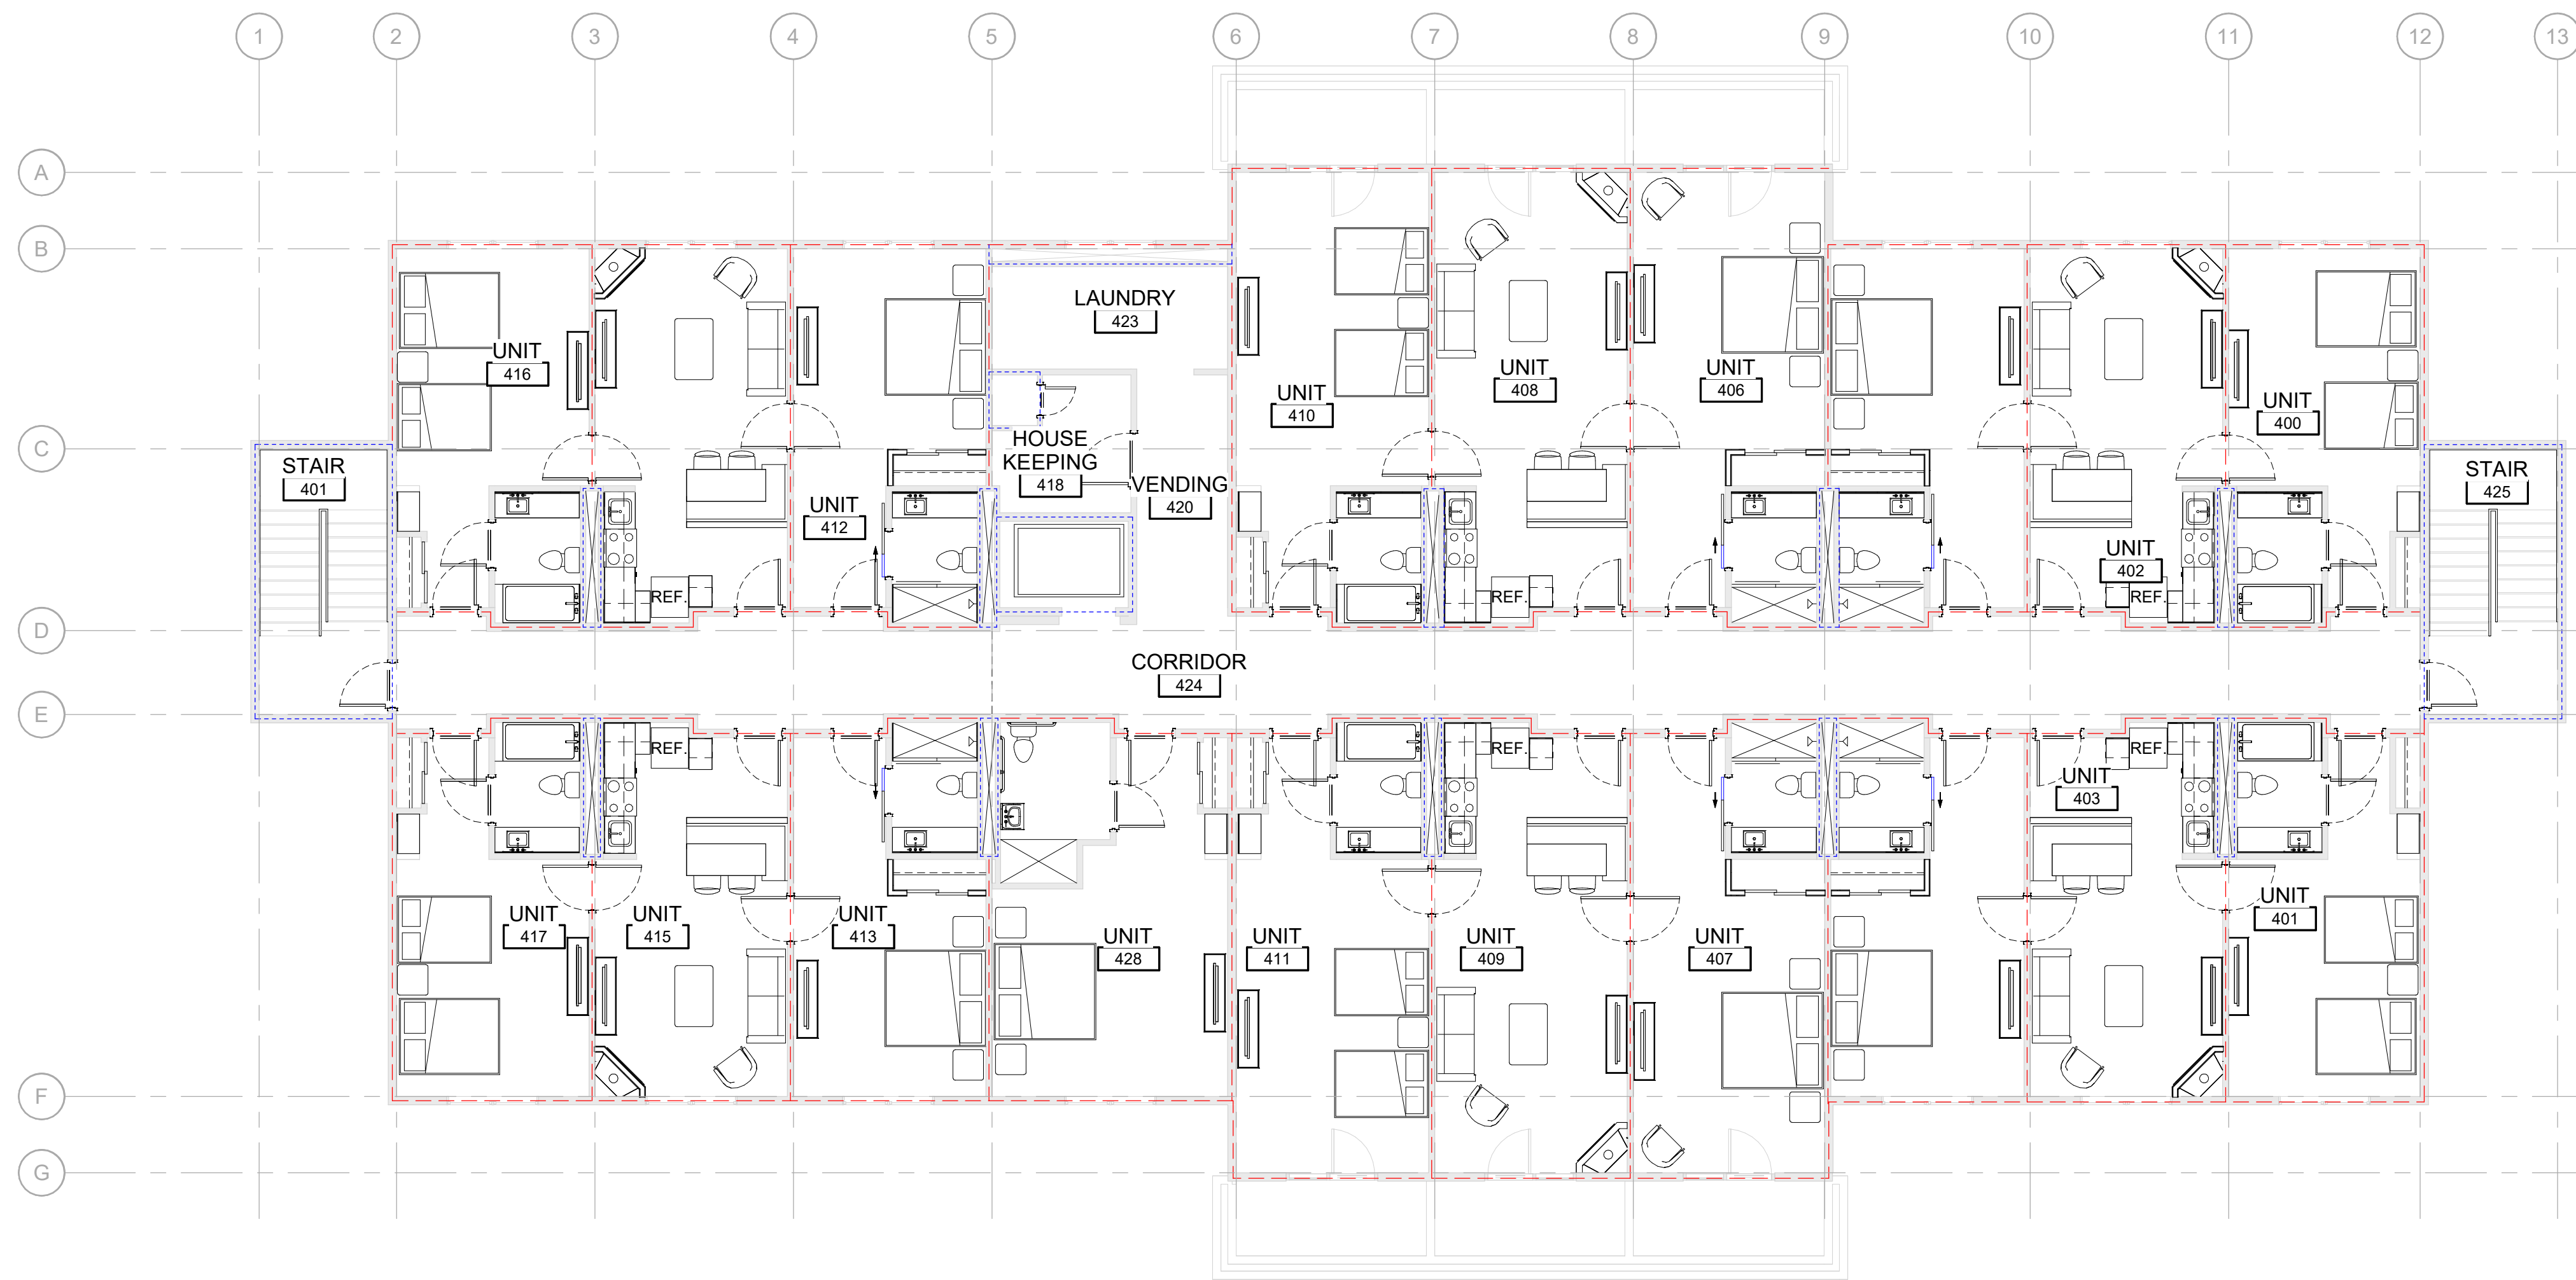 1 2 3 4 5 6 7 8 9 10 11 12 13
A
B
LAUNDRY
423
UNIT
416
UNIT
408
UNIT
406
UNIT
410
UNIT
400
C
STAIR
401
HOUSE
KEEPING
418
VENDING
420
UNIT
412
STAIR
425
UNIT
402
REF.
REF.
REF.
D
CORRIDOR
424
E
REF.
REF.
REF.
UNIT
403
UNIT
417
UNIT
415
UNIT
413
UNIT
428
UNIT
411
UNIT
409
UNIT
407
UNIT
401
F
G